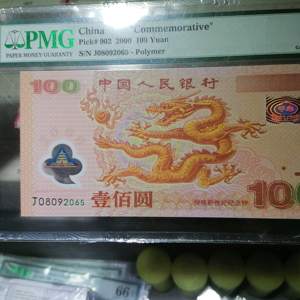 PMG
PAPER MONEY GUARANTY
China "Commemorative"
Pick# 902 2000 100 Yuan
S/N J08092065 - Polymer
100 中国人民银行
壹佰圆
J08092065
100
66